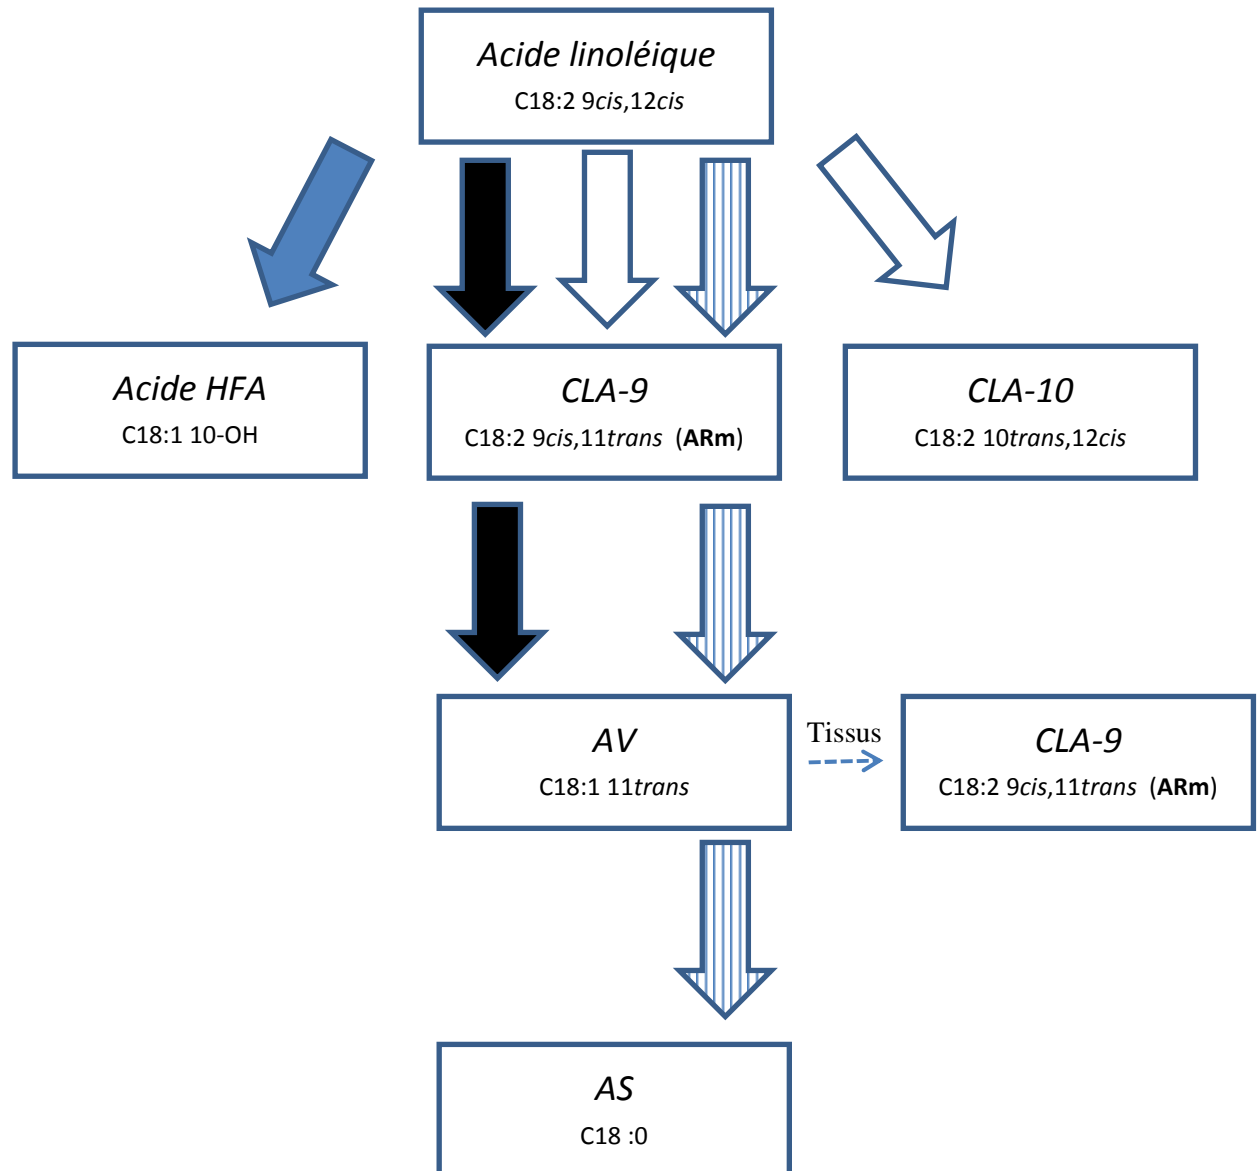 Acide linoléique
C18:2 9cis,12cis
Acide HFA
C18:1 10-OH
CLA-9
C18:2 9cis,11trans (ARm)
CLA-10
C18:2 10trans,12cis
AV
C18:1 11trans
Tissus
CLA-9
C18:2 9cis,11trans (ARm)
AS
C18 :0